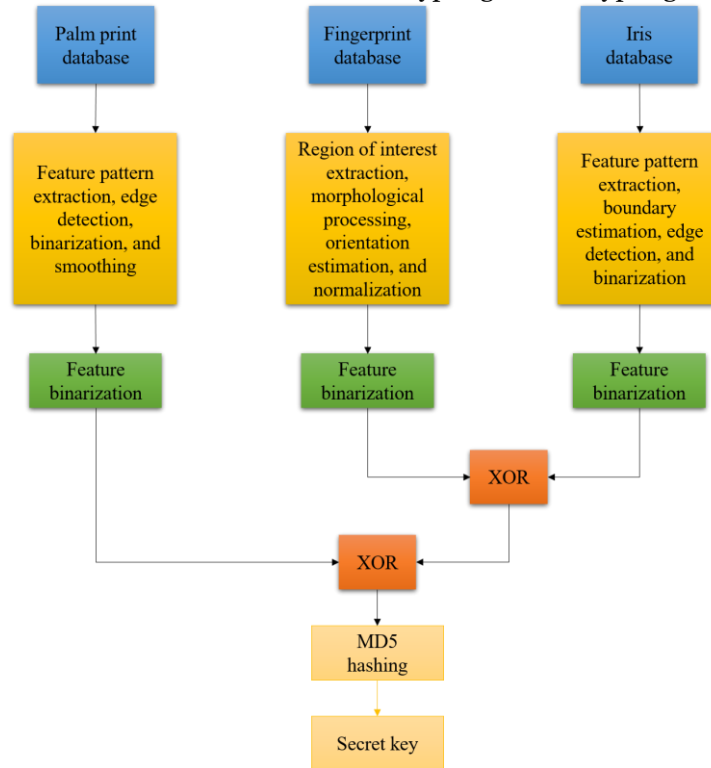 Palm print
database
Fingerprint
database
Iris
database
Feature pattern
extraction, edge
detection,
binarization, and
smoothing
Region of interest
extraction,
morphological
processing,
orientation
estimation, and
normalization
Feature pattern
extraction,
boundary
estimation, edge
detection, and
binarization
Feature
binarization
Feature
binarization
Feature
binarization
XOR
XOR
MD5
hashing
Secret key